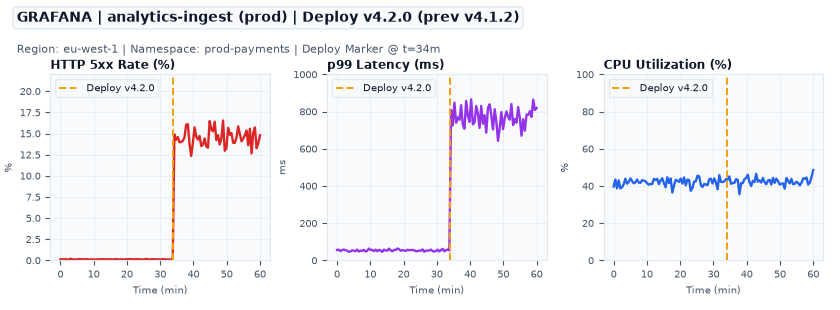 GRAFANA | analytics-ingest (prod) | Deploy v4.2.0 (prev v4.1.2)
Region: eu-west-1 | Namespace: prod-payments | Deploy Marker @ t=34m
HTTP 5xx Rate (%)
Deploy v4.2.0
20.0
17.5
15.0
12.5
10.0
7.5
5.0
2.5
0.0
%
0 10 20 30 40 50 60
Time (min)
p99 Latency (ms)
Deploy v4.2.0
1000
800
600
400
200
0
ms
0 10 20 30 40 50 60
Time (min)
CPU Utilization (%)
Deploy v4.2.0
100
80
60
40
20
0
%
0 10 20 30 40 50 60
Time (min)